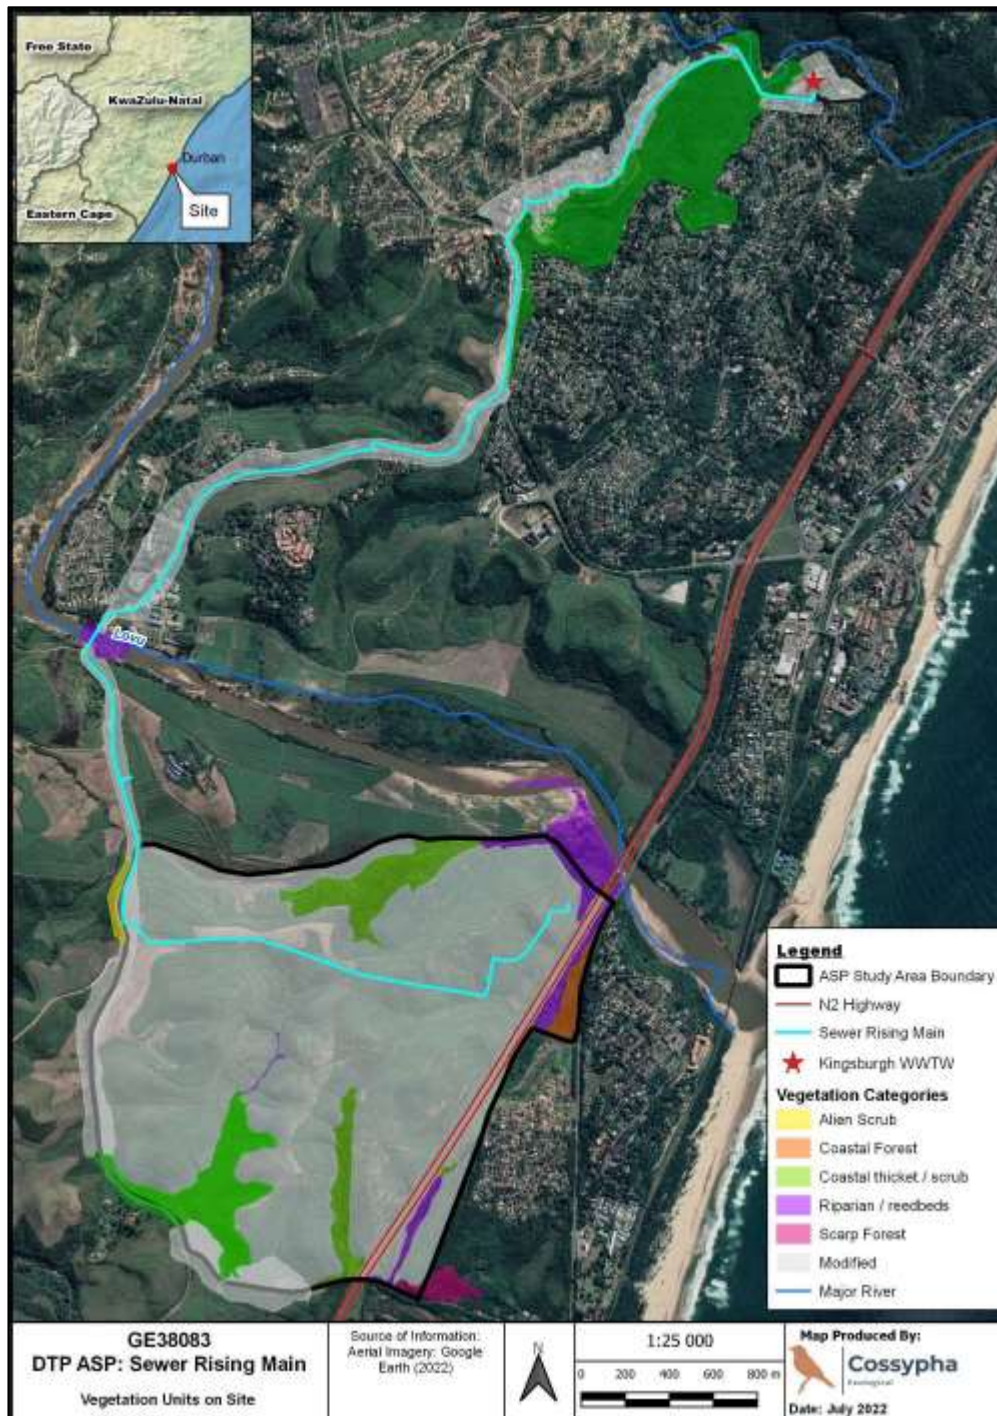 Free State
KwaZulu-Natal
Durban
Site
Eastern Cape
Lovu
Legend
ASP Study Area Boundary
N2 Highway
Sewer Rising Main
Kingsburgh WWTW
Vegetation Categories
Alien Scrub
Coastal Forest
Coastal thicket / scrub
Riparian / reedbeds
Scarp Forest
Modified
Major River
GE38083
DTP ASP: Sewer Rising Main
Vegetation Units on Site
Source of Information:
Aerial Imagery: Google
Earth (2022)
N
1:25 000
0 200 400 600 800 m
Map Produced By:
Cossypha
Ecological
Date: July 2022